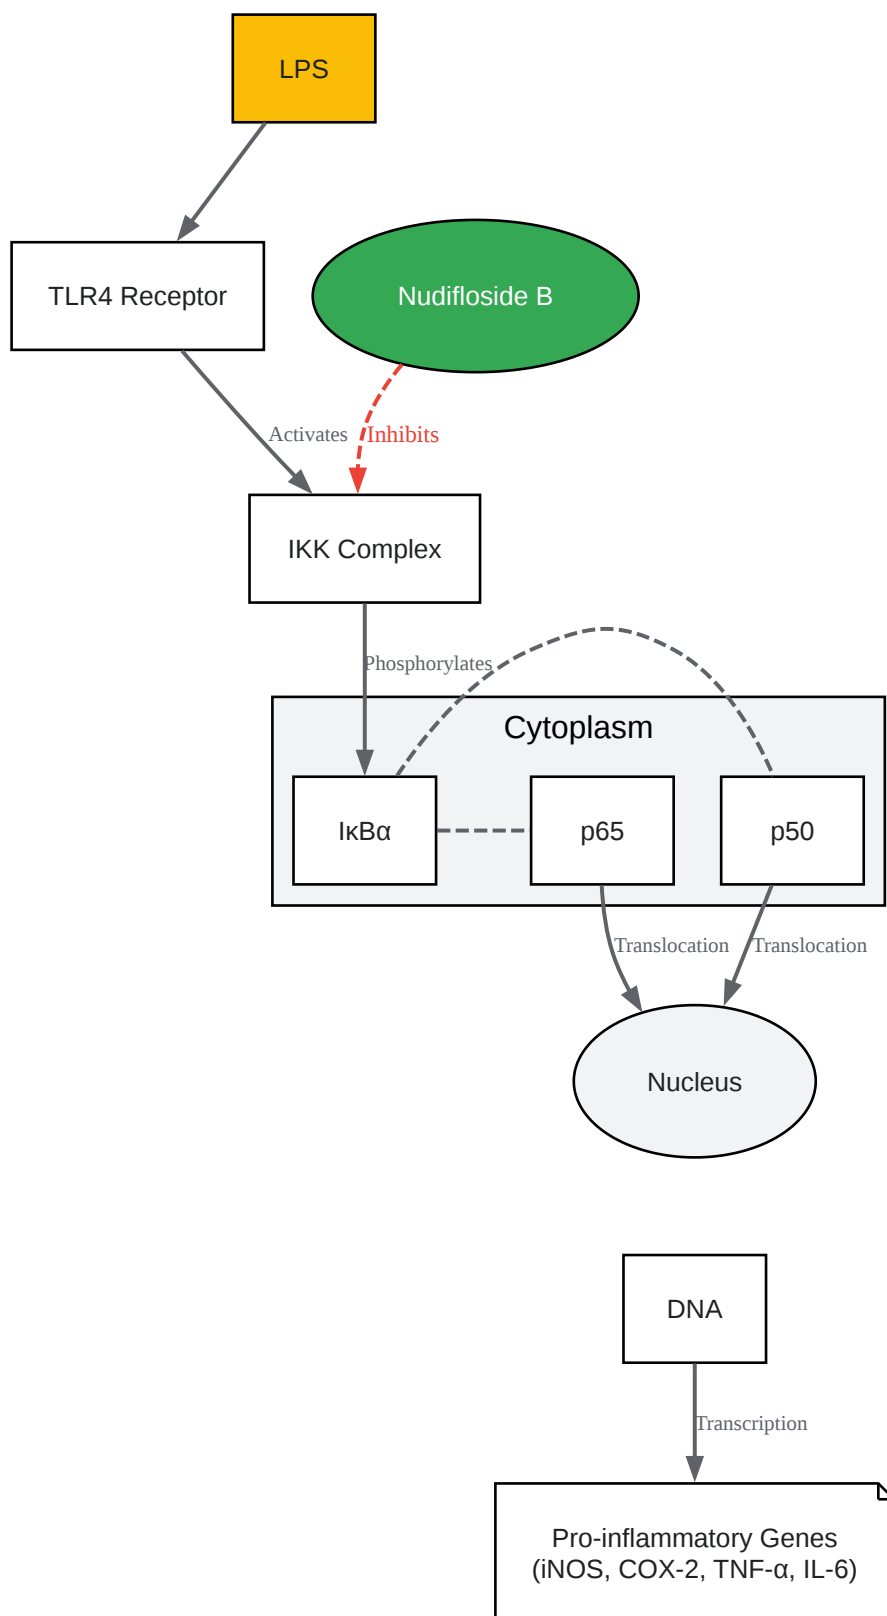 LPS
TLR4 Receptor
Nudifloside B
Activates
Inhibits
IKK Complex
Phosphorylates
Cytoplasm
IκBα
p65
p50
Translocation
Translocation
Nucleus
DNA
Transcription
Pro-inflammatory Genes
(iNOS, COX-2, TNF-α, IL-6)